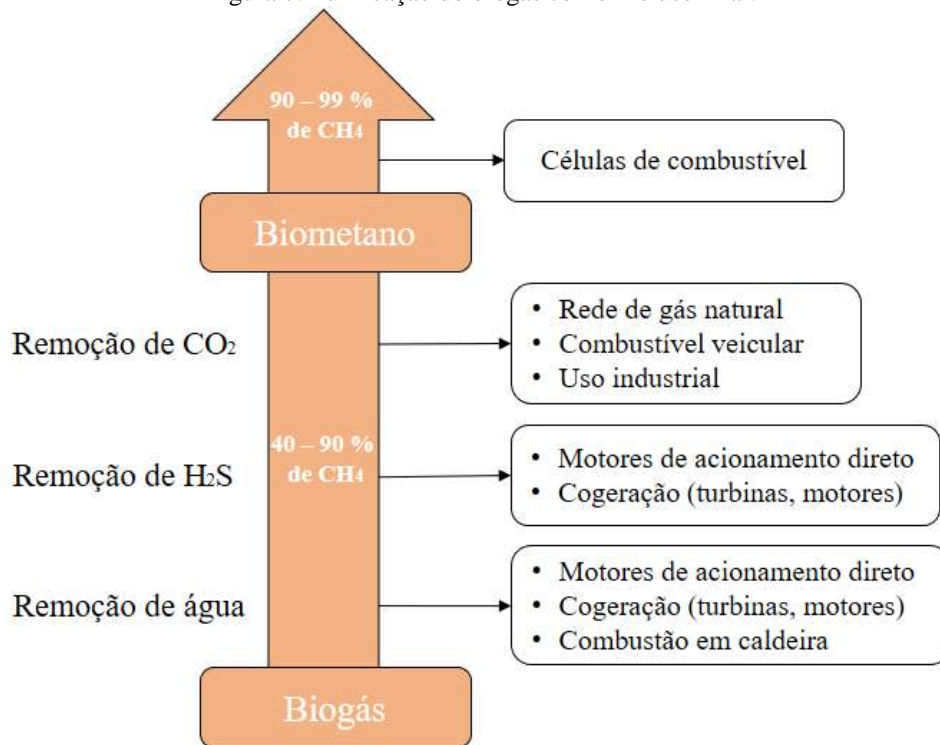 90 – 99 %
de CH4
Células de combustível
Biometano
Remoção de CO2
• Rede de gás natural
• Combustível veicular
• Uso industrial
40 – 90 %
de CH4
Remoção de H2S
• Motores de acionamento direto
• Cogeração (turbinas, motores)
Remoção de água
• Motores de acionamento direto
• Cogeração (turbinas, motores)
• Combustão em caldeira
Biogás